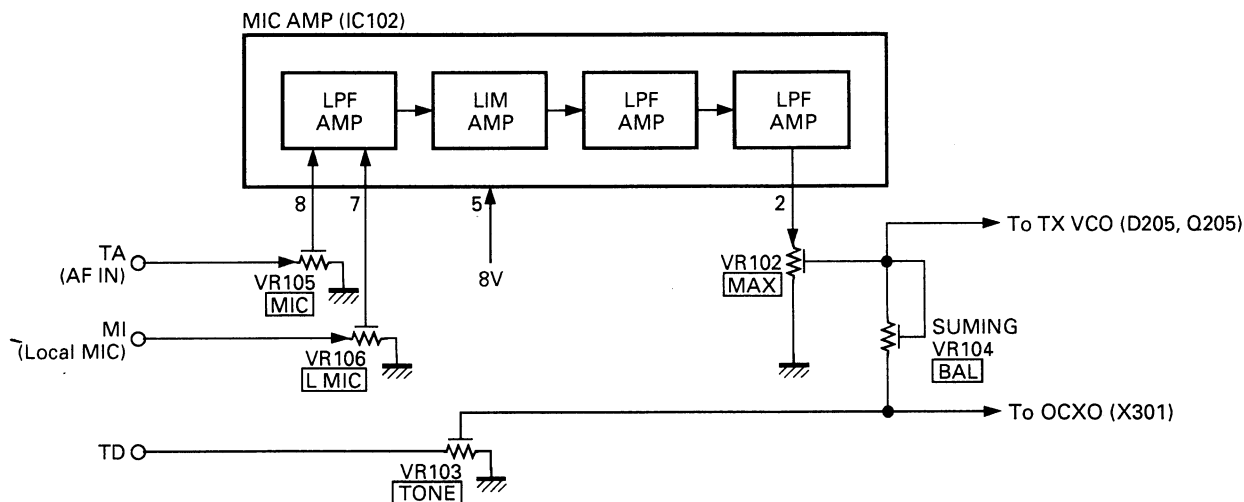 MIC AMP (IC102)
LPF
AMP
LIM
AMP
LPF
AMP
LPF
AMP
8
7
5
2
TA
(AF IN)
VR105
MIC
8V
VR102
MAX
To TX VCO (D205, Q205)
MI
(Local MIC)
VR106
L MIC
SUMING
VR104
BAL
To OCXO (X301)
TD
VR103
TONE